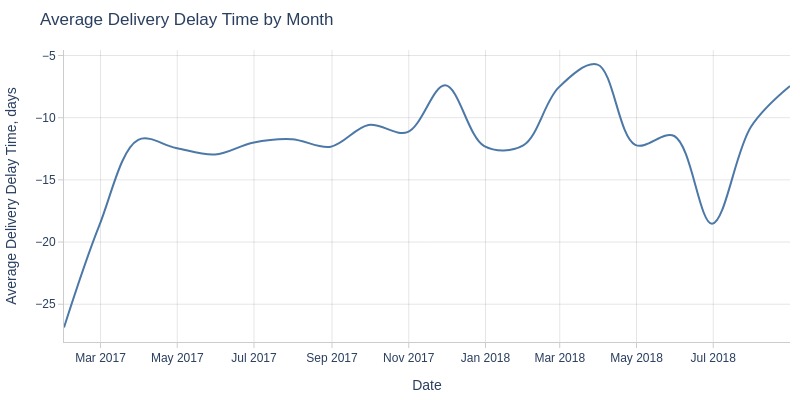 Average Delivery Delay Time by Month
Average Delivery Delay Time, days
−5
−10
−15
−20
−25
Mar 2017
May 2017
Jul 2017
Sep 2017
Nov 2017
Jan 2018
Mar 2018
May 2018
Jul 2018
Date